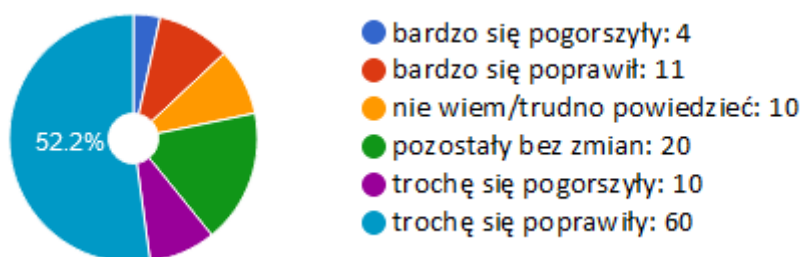 52.2%
bardzo się pogorszyły: 4
bardzo się poprawił: 11
nie wiem/trudno powiedzieć: 10
pozostały bez zmian: 20
trochę się pogorszyły: 10
trochę się poprawiły: 60